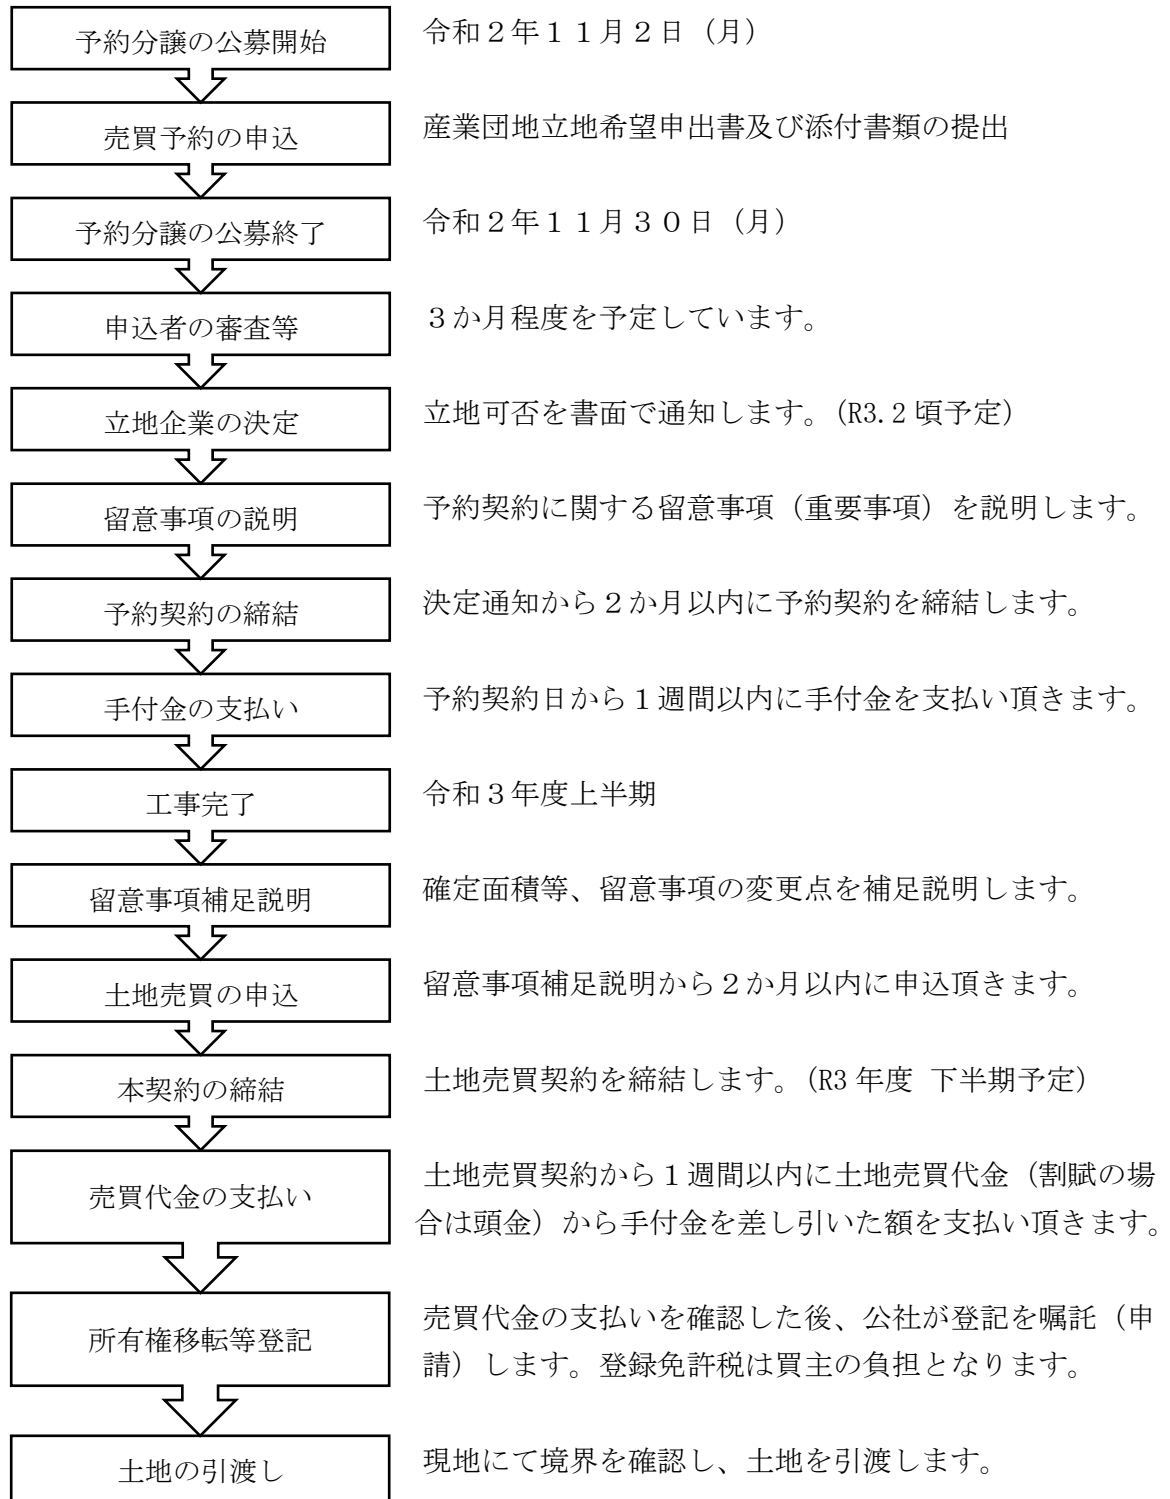 予約分譲の公募開始
令和２年１１月２日（月）
売買予約の申込
産業団地立地希望申出書及び添付書類の提出
予約分譲の公募終了
令和２年１１月３０日（月）
申込者の審査等
３か月程度を予定しています。
立地企業の決定
立地可否を書面で通知します。（R3.2 頃予定）
留意事項の説明
予約契約に関する留意事項（重要事項）を説明します。
予約契約の締結
決定通知から２か月以内に予約契約を締結します。
手付金の支払い
予約契約日から１週間以内に手付金を支払い頂きます。
工事完了
令和３年度上半期
留意事項補足説明
確定面積等、留意事項の変更点を補足説明します。
土地売買の申込
留意事項補足説明から２か月以内に申込頂きます。
本契約の締結
土地売買契約を締結します。（R3 年度 下半期予定）
売買代金の支払い
土地売買契約から１週間以内に土地売買代金（割賦の場
合は頭金）から手付金を差し引いた額を支払い頂きます。
所有権移転等登記
売買代金の支払いを確認した後、公社が登記を嘱託（申
請）します。登録免許税は買主の負担となります。
土地の引渡し
現地にて境界を確認し、土地を引渡します。